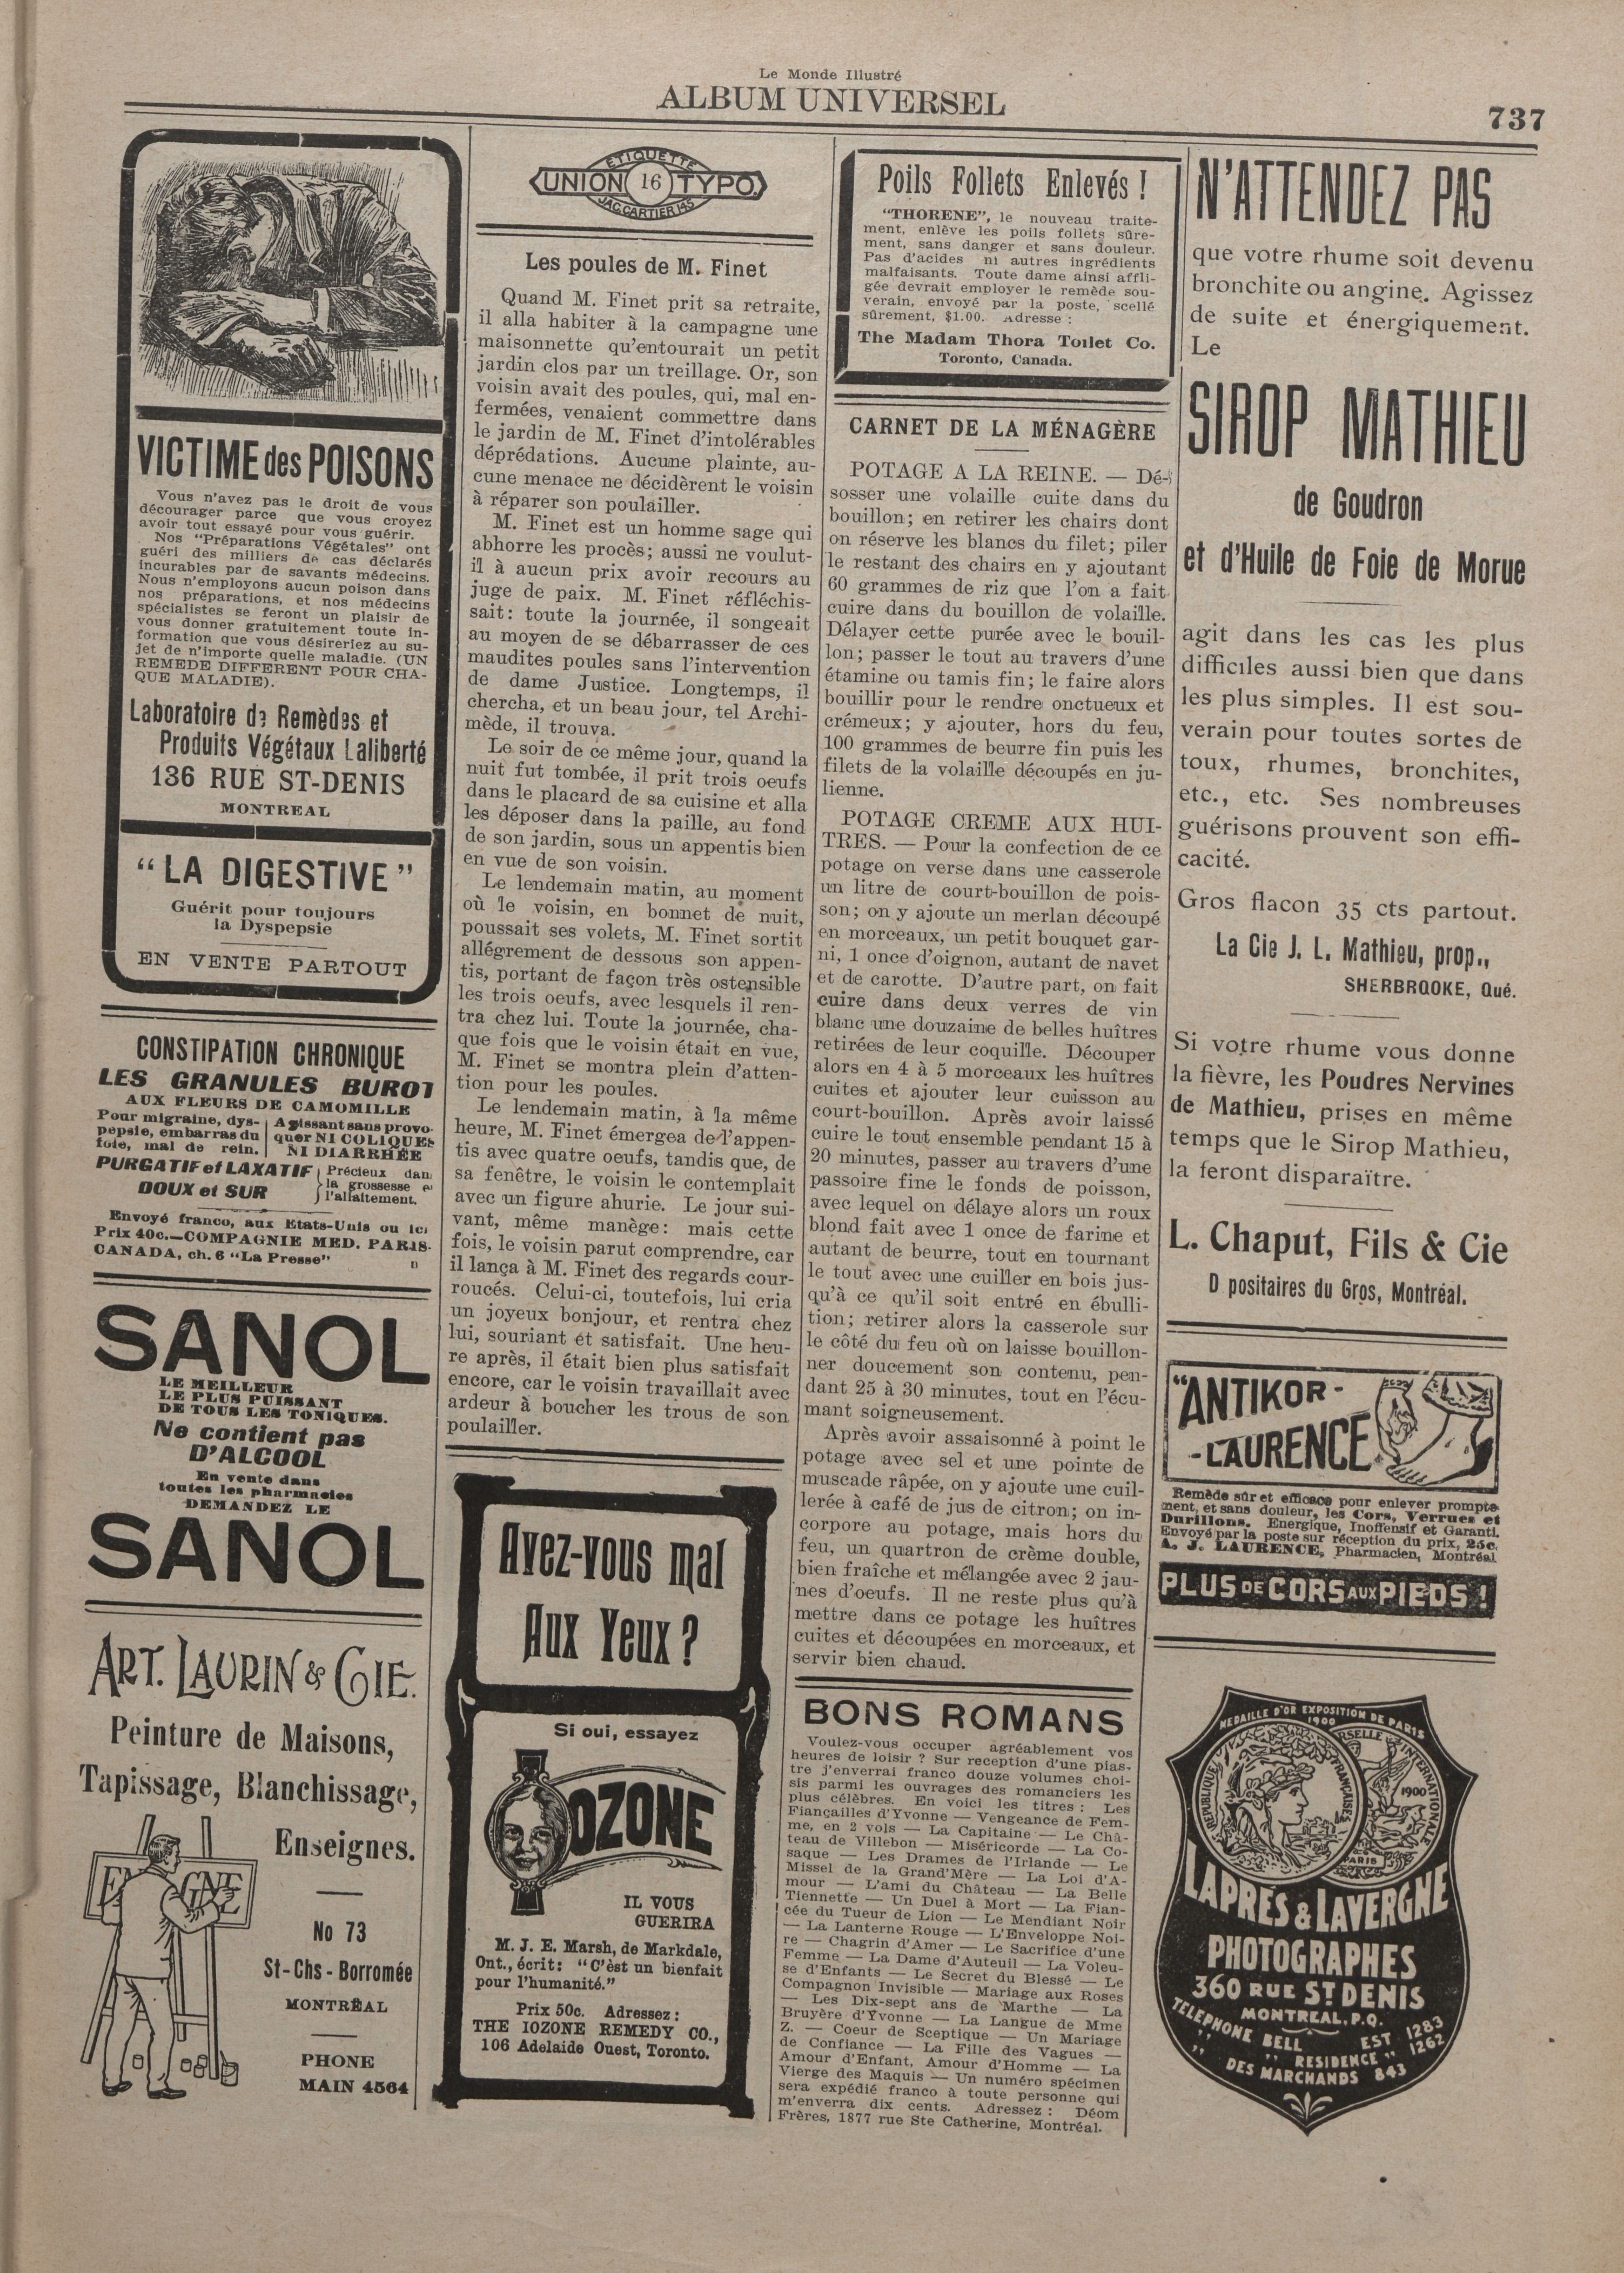 Le Monde Illustré
ALBUM UNIVERSEL
737
VICTIME des POISONS
Vous n'avez pas le droit de vous
décourager parce que vous croyez
avoir tout essayé pour vous guérir.
Nos "Préparations Végétales" ont
guéri des milliers de cas déclarés
incurables par de savants médecins.
Nous n'employons aucun poison dans
nos préparations, et nos médecins
spécialistes se feront un plaisir de
vous donner gratuitement toute in-
formation que vous désireriez au su-
jet de n'importe quelle maladie. (UN
REMEDE DIFFERENT POUR CHA-
QUE MALADIE).
Laboratoire de Remèdes et
Produits Végétaux Laliberté
136 RUE ST-DENIS
MONTREAL
"LA DIGESTIVE"
Guérit pour toujours
la Dyspepsie
EN VENTE PARTOUT
CONSTIPATION CHRONIQUE
LES GRANULES BUROT
AUX FLEURS DE CAMOMILLE
Pour migraine, dys-
pepsie, embarras du
foie, mal de rein.
Agissant sans provo-
quer NI COLIQUES
NI DIARRHÉE
PURGATIF et LAXATIF
DOUX et SUR
Précieux dans
la grossesse et
l'allaitement.
Envoyé franco, aux Etats-Unis ou ici
Prix 40c.—COMPAGNIE MED. PARIS-
CANADA, ch. 6 "La Presse"
D
SANOL
LE MEILLEUR
LE PLUS PUISSANT
DE TOUS LES TONIQUES.
Ne contient pas
D'ALCOOL
En vente dans
toutes les pharmacies
DEMANDEZ LE
SANOL
ART. LAURIN & CIE.
Peinture de Maisons,
Tapissage, Blanchissage,
Enseignes.
No 73
St-Chs-Borromée
MONTRÉAL
PHONE
MAIN 4564
ETIQUETTE
UNION 16 TYPO
JAC. CARTIER 145
Les poules de M. Finet
Quand M. Finet prit sa retraite,
il alla habiter à la campagne une
maisonnette qu'entourait un petit
jardin clos par un treillage. Or, son
voisin avait des poules, qui, mal en-
fermées, venaient commettre dans
le jardin de M. Finet d'intolérables
déprédations. Aucune plainte, au-
cune menace ne décidèrent le voisin
à réparer son poulailler.
M. Finet est un homme sage qui
abhorre les procès; aussi ne voulut-
il à aucun prix avoir recours au
juge de paix. M. Finet réfléchis-
sait: toute la journée, il songeait
au moyen de se débarrasser de ces
maudites poules sans l'intervention
de dame Justice. Longtemps, il
chercha, et un beau jour, tel Archi-
mède, il trouva.
Le soir de ce même jour, quand la
nuit fut tombée, il prit trois oeufs
dans le placard de sa cuisine et alla
les déposer dans la paille, au fond
de son jardin, sous un appentis bien
en vue de son voisin.
Le lendemain matin, au moment
où le voisin, en bonnet de nuit,
poussait ses volets, M. Finet sortit
allégrement de dessous son appen-
tis, portant de façon très ostensible
les trois oeufs, avec lesquels il ren-
tra chez lui. Toute la journée, cha-
que fois que le voisin était en vue,
M. Finet se montra plein d'atten-
tion pour les poules.
Le lendemain matin, à la même
heure, M. Finet émergea de l'appen-
tis avec quatre oeufs, tandis que, de
sa fenêtre, le voisin le contemplait
avec un figure ahurie. Le jour sui-
vant, même manège: mais cette
fois, le voisin parut comprendre, car
il lança à M. Finet des regards cour-
roucés. Celui-ci, toutefois, lui cria
un joyeux bonjour, et rentra chez
lui, souriant et satisfait. Une heu-
re après, il était bien plus satisfait
encore, car le voisin travaillait avec
ardeur à boucher les trous de son
poulailler.
Avez-vous mal
Aux Yeux ?
Si oui, essayez
IOZONE
IL VOUS
GUERIRA
M. J. E. Marsh, de Markdale,
Ont., écrit: "C'èst un bienfait
pour l'humanité."
Prix 50c. Adressez:
THE IOZONE REMEDY CO.,
106 Adelaide Ouest, Toronto.
Poils Follets Enlevés !
"THORENE", le nouveau traite-
ment, enlève les poils follets sûre-
ment, sans danger et sans douleur.
Pas d'acides ni autres ingrédients
malfaisants. Toute dame ainsi affli-
gée devrait employer le remède sou-
verain, envoyé par la poste, scellé
sûrement, $1.00. Adresse:
The Madam Thora Toilet Co.
Toronto, Canada.
CARNET DE LA MÉNAGÈRE
POTAGE A LA REINE. — Dé-
sosser une volaille cuite dans du
bouillon; en retirer les chairs dont
on réserve les blancs du filet; piler
le restant des chairs en y ajoutant
60 grammes de riz que l'on a fait
cuire dans du bouillon de volaille.
Délayer cette purée avec le bouil-
lon; passer le tout au travers d'une
étamine ou tamis fin; le faire alors
bouillir pour le rendre onctueux et
crémeux; y ajouter, hors du feu,
100 grammes de beurre fin puis les
filets de la volaille découpés en ju-
lienne.
POTAGE CREME AUX HUI-
TRES. — Pour la confection de ce
potage on verse dans une casserole
un litre de court-bouillon de pois-
son; on y ajoute un merlan découpé
en morceaux, un petit bouquet gar-
ni, 1 once d'oignon, autant de navet
et de carotte. D'autre part, on fait
cuire dans deux verres de vin
blanc une douzaine de belles huîtres
retirées de leur coquille. Découper
alors en 4 à 5 morceaux les huîtres
cuites et ajouter leur cuisson au
court-bouillon. Après avoir laissé
cuire le tout ensemble pendant 15 à
20 minutes, passer au travers d'une
passoire fine le fonds de poisson,
avec lequel on délaye alors un roux
blond fait avec 1 once de farine et
autant de beurre, tout en tournant
le tout avec une cuiller en bois jus-
qu'à ce qu'il soit entré en ébulli-
tion; retirer alors la casserole sur
le côté du feu où on laisse bouillon-
ner doucement son contenu, pen-
dant 25 à 30 minutes, tout en l'écu-
mant soigneusement.
Après avoir assaisonné à point le
potage avec sel et une pointe de
muscade râpée, on y ajoute une cuil-
lerée à café de jus de citron; on in-
corpore au potage, mais hors du
feu, un quartron de crème double,
bien fraîche et mélangée avec 2 jau-
nes d'oeufs. Il ne reste plus qu'à
mettre dans ce potage les huîtres
cuites et découpées en morceaux, et
servir bien chaud.
BONS ROMANS
Voulez-vous occuper agréablement vos
heures de loisir ? Sur reception d'une pias-
tre j'enverrai franco douze volumes choi-
sis parmi les ouvrages des romanciers les
plus célèbres. En voici les titres : Les
Fiançailles d'Yvonne — Vengeance de Fem-
me, en 2 vols — La Capitaine — Le Châ-
teau de Villebon — Miséricorde — La Co-
saque — Les Drames de l'Irlande — Le
Missel de la Grand'Mère — La Loi d'A-
mour — L'ami du Château — La Belle
Tiennette — Un Duel à Mort — La Fian-
cée du Tueur de Lion — Le Mendiant Noir
— La Lanterne Rouge — L'Enveloppe Noi-
re — Chagrin d'Amer — Le Sacrifice d'une
Femme — La Dame d'Auteuil — La Voleu-
se d'Enfants — Le Secret du Blessé — Le
Compagnon Invisible — Mariage aux Roses
— Les Dix-sept ans de Marthe — La
Bruyère d'Yvonne — La Langue de Mme
Z. — Coeur de Sceptique — Un Mariage
de Confiance — La Fille des Vagues —
Amour d'Enfant, Amour d'Homme — La
Vierge des Maquis — Un numéro spécimen
sera expédié franco à toute personne qui
m'enverra dix cents. Adressez : Déom
Frères, 1877 rue Ste Catherine, Montréal.
N'ATTENDEZ PAS
que votre rhume soit devenu
bronchite ou angine. Agissez
de suite et énergiquement.
Le
SIROP MATHIEU
de Goudron
et d'Huile de Foie de Morue
agit dans les cas les plus
difficiles aussi bien que dans
les plus simples. Il est sou-
verain pour toutes sortes de
toux, rhumes, bronchites,
etc., etc. Ses nombreuses
guérisons prouvent son effi-
cacité.
Gros flacon 35 cts partout.
La Cie J. L. Mathieu, prop.,
SHERBROOKE, Qué.
Si votre rhume vous donne
la fièvre, les Poudres Nervines
de Mathieu, prises en même
temps que le Sirop Mathieu,
la feront disparaître.
L. Chaput, Fils & Cie
D positaires du Gros, Montréal.
"ANTIKOR-
-LAURENCE
Remède sûr et efficace pour enlever prompte-
ment, et sans douleur, les Cors, Verrues et
Durillons. Energique, Inoffensif et Garanti.
Envoyé par la poste sur réception du prix, 25c.
A. J. LAURENCE, Pharmacien, Montréal
PLUS DE CORS AUX PIEDS !
MEDAILLE D'OR EXPOSITION DE PARIS
1900
REPUBLIQUE FRANÇAISE
RSELLE INTERNATIONALE
1900
PARIS
LAPRÉS & LAVERGNE
PHOTOGRAPHES
360 RUE ST DENIS
MONTREAL, P.Q.
TELEPHONE BELL EST 1283
" " RESIDENCE " 1262
" DES MARCHANDS 843